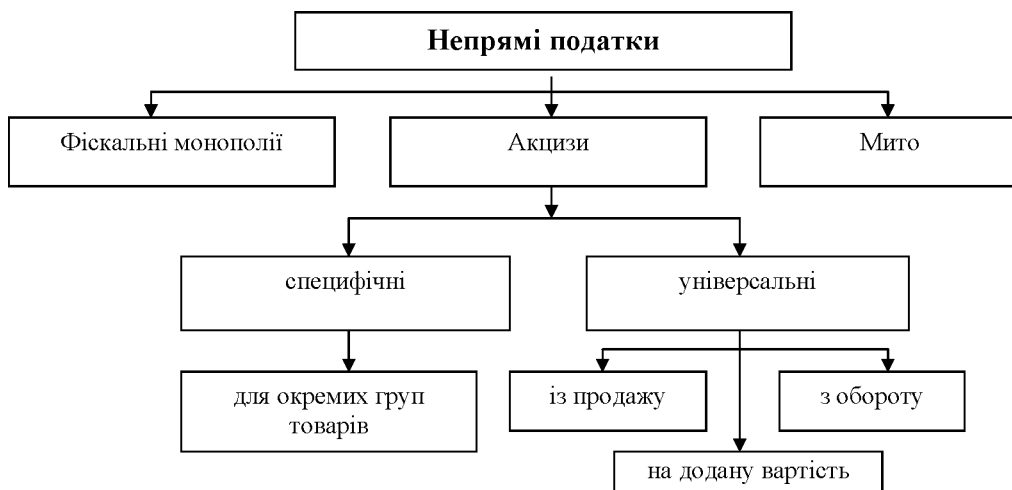 Непрямі податки
Фіскальні монополії
Акцизи
Мито
специфічні
універсальні
для окремих груп
товарів
із продажу
з обороту
на додану вартість